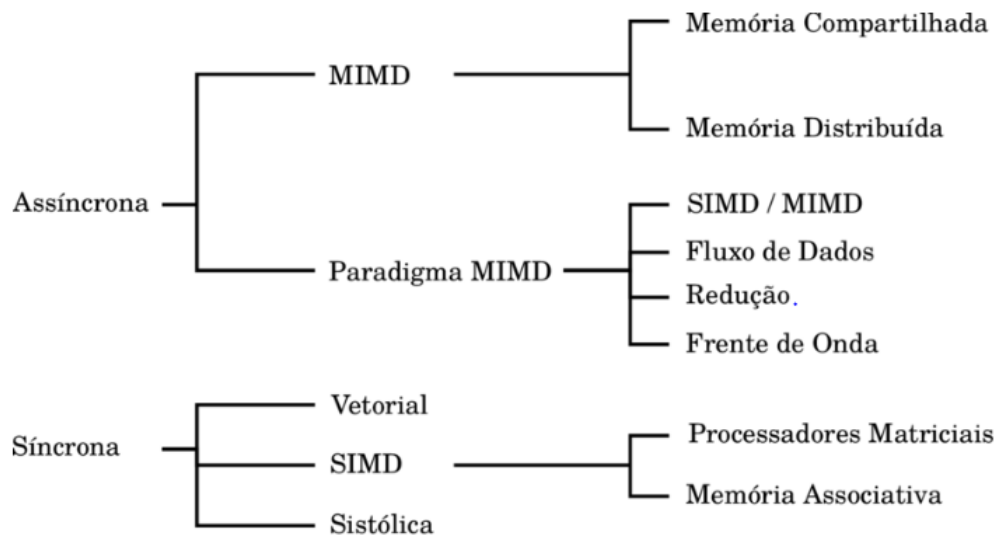 Memória Compartilhada
MIMD
Memória Distribuída
Assíncrona
SIMD / MIMD
Fluxo de Dados
Paradigma MIMD
Redução.
Frente de Onda
Vetorial
Síncrona
Processadores Matriciais
SIMD
Memória Associativa
Sistólica